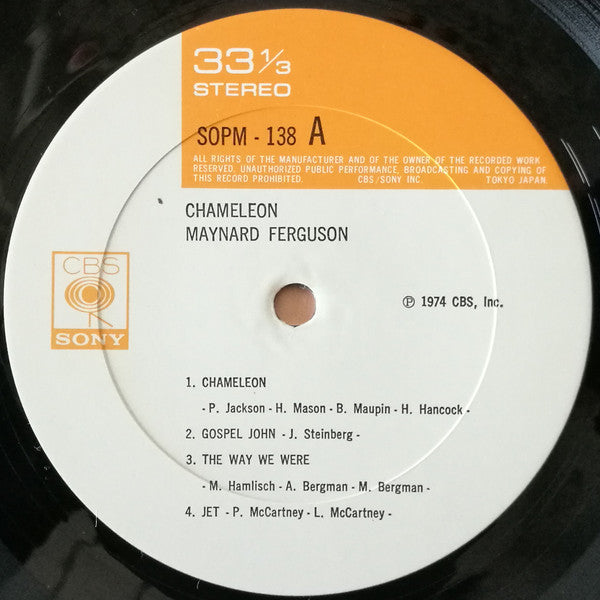 33 1/3
STEREO
SOPM - 138 A
ALL RIGHTS OF THE MANUFACTURER AND OF THE OWNER OF THE RECORDED WORK
RESERVED, UNAUTHORIZED PUBLIC PERFORMANCE, BROADCASTING AND COPYING OF
THIS RECORD PROHIBITED. CBS/SONY INC. TOKYO JAPAN.
CHAMELEON
MAYNARD FERGUSON
CBS
SONY
℗ 1974 CBS, Inc.
1. CHAMELEON
- P. Jackson - H. Mason - B. Maupin - H. Hancock -
2. GOSPEL JOHN - J. Steinberg -
3. THE WAY WE WERE
- M. Hamlisch - A. Bergman - M. Bergman -
4. JET - P. McCartney - L. McCartney -